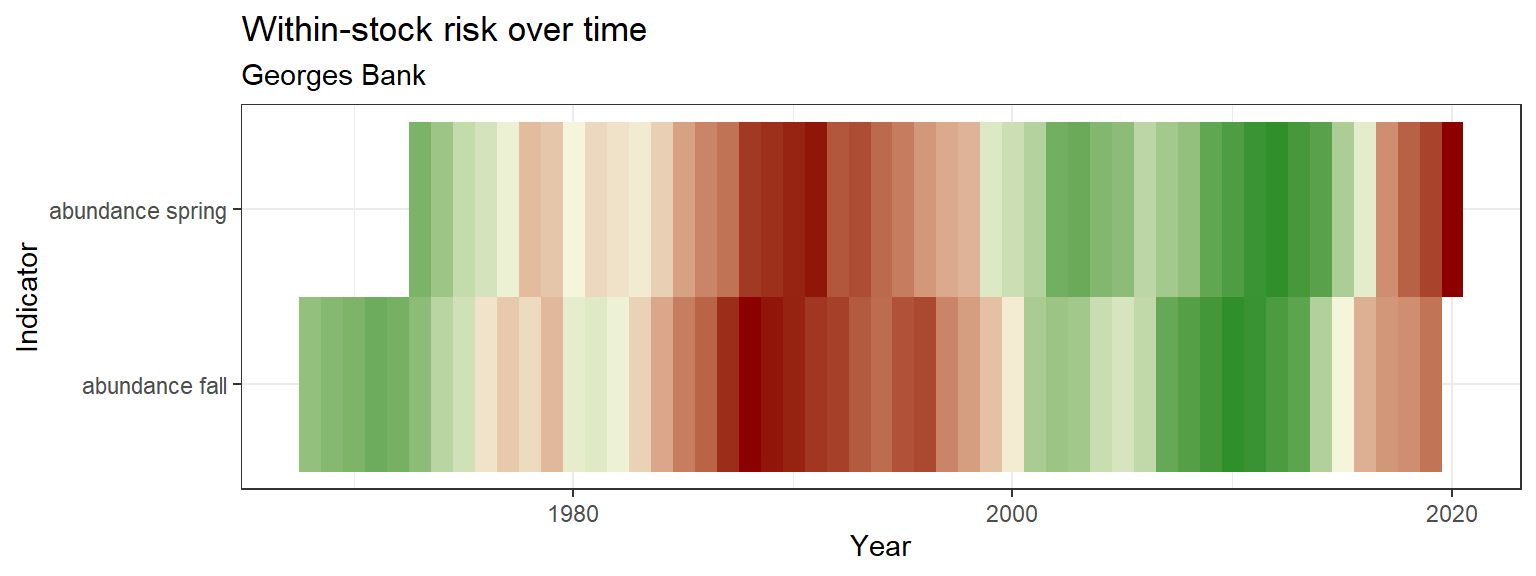 Within-stock risk over time
Georges Bank
Indicator
abundance spring
abundance fall
1980
2000
2020
Year